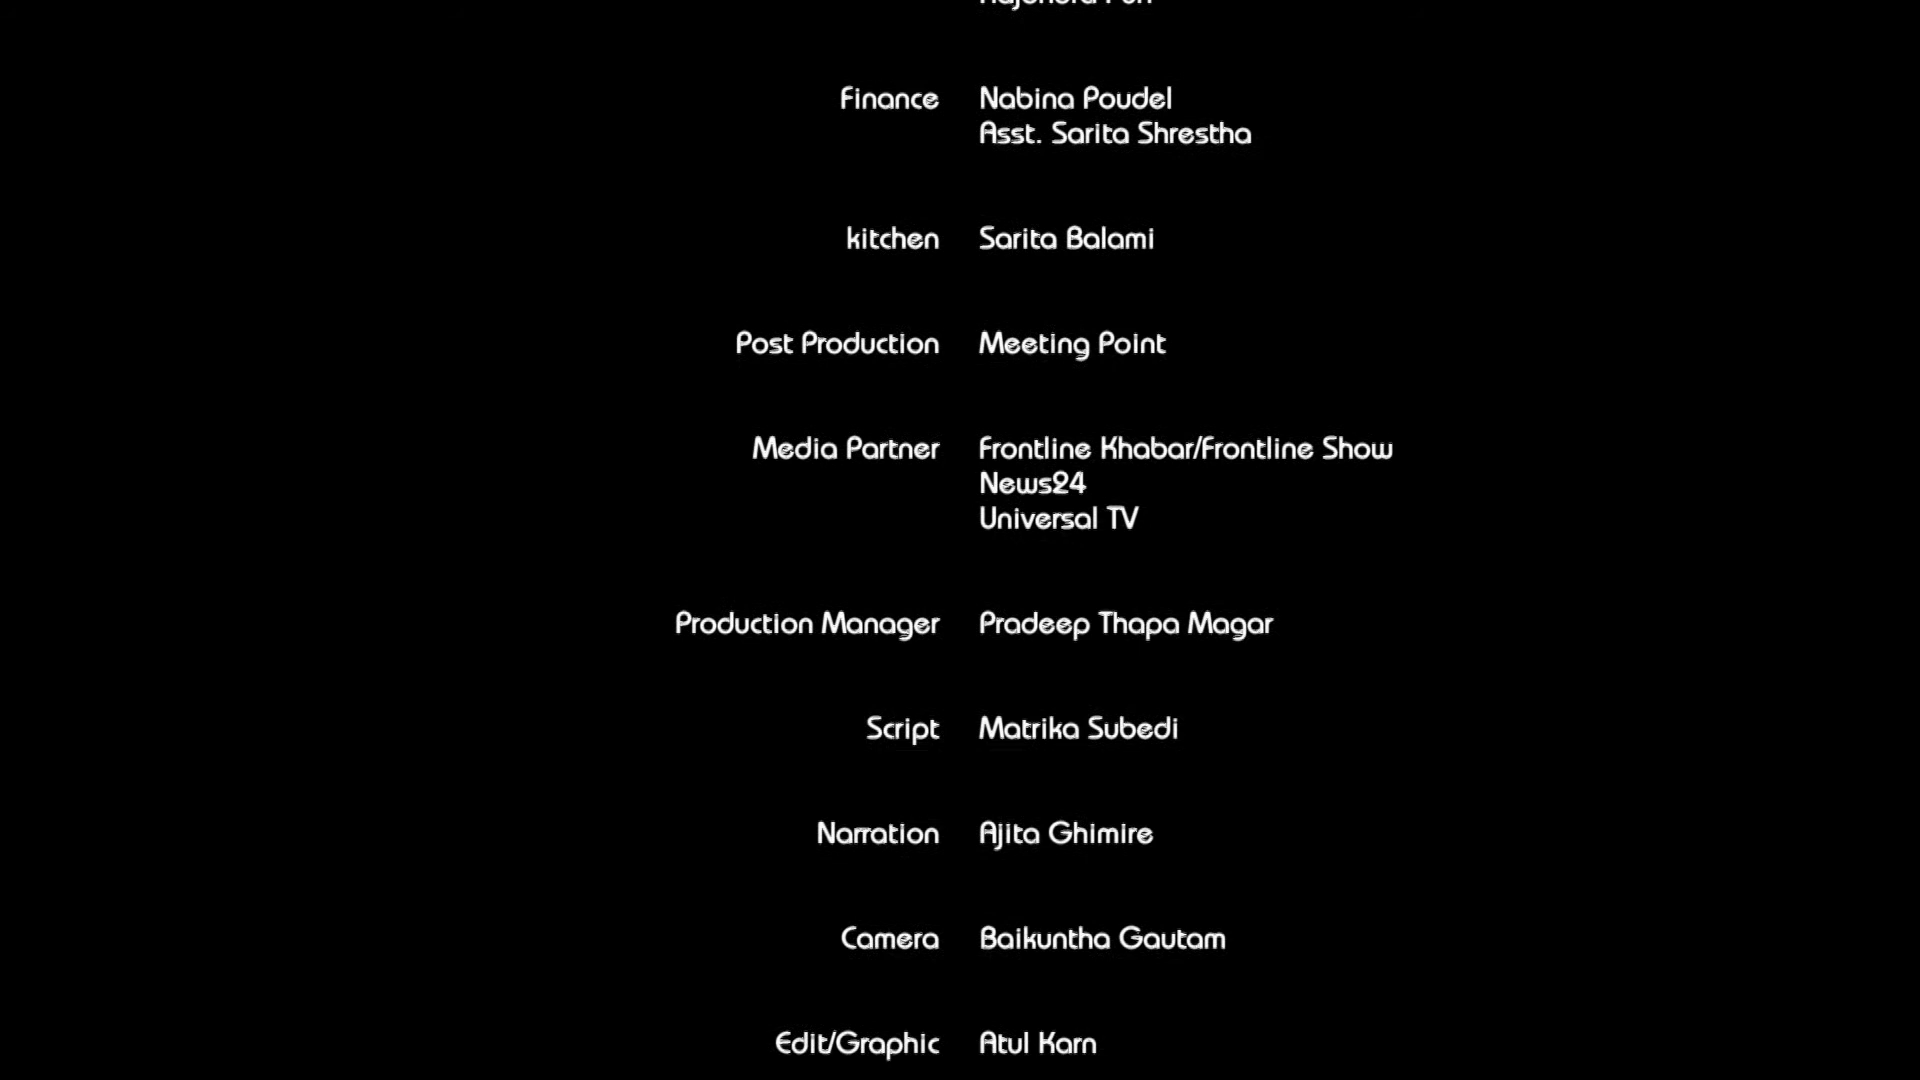 Finance Nabina Poudel
Asst. Sarita Shrestha
kitchen Sarita Balami
Post Production Meeting Point
Media Partner Frontline Khabar/Frontline Show
News24
Universal TV
Production Manager Pradeep Thapa Magar
Script Matrika Subedi
Narration Ajita Ghimire
Camera Baikuntha Gautam
Edit/Graphic Atul Karn